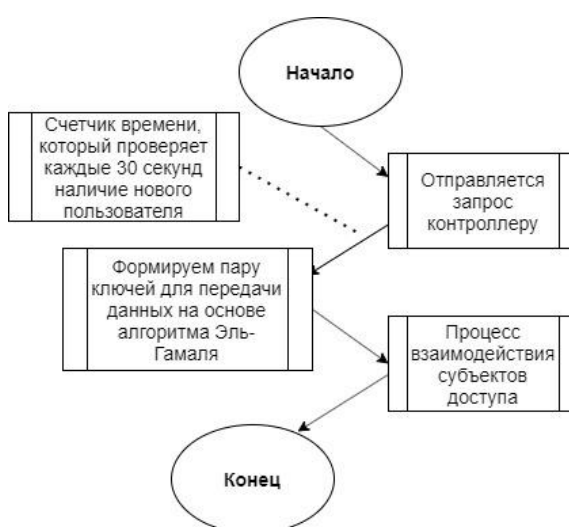 Начало
Счетчик времени,
который проверяет
каждые 30 секунд
наличие нового
пользователя
Отправляется
запрос
контроллеру
Формируем пару
ключей для передачи
данных на основе
алгоритма Эль-
Гамаля
Процесс
взаимодействия
субъектов
доступа
Конец